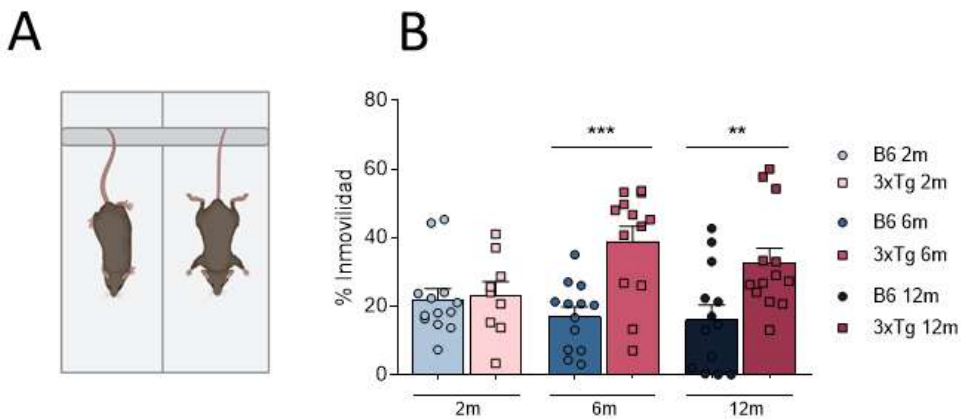 A
B
% Inmovilidad
80
60
40
20
0
***
**
2m
6m
12m
B6 2m
3xTg 2m
B6 6m
3xTg 6m
B6 12m
3xTg 12m